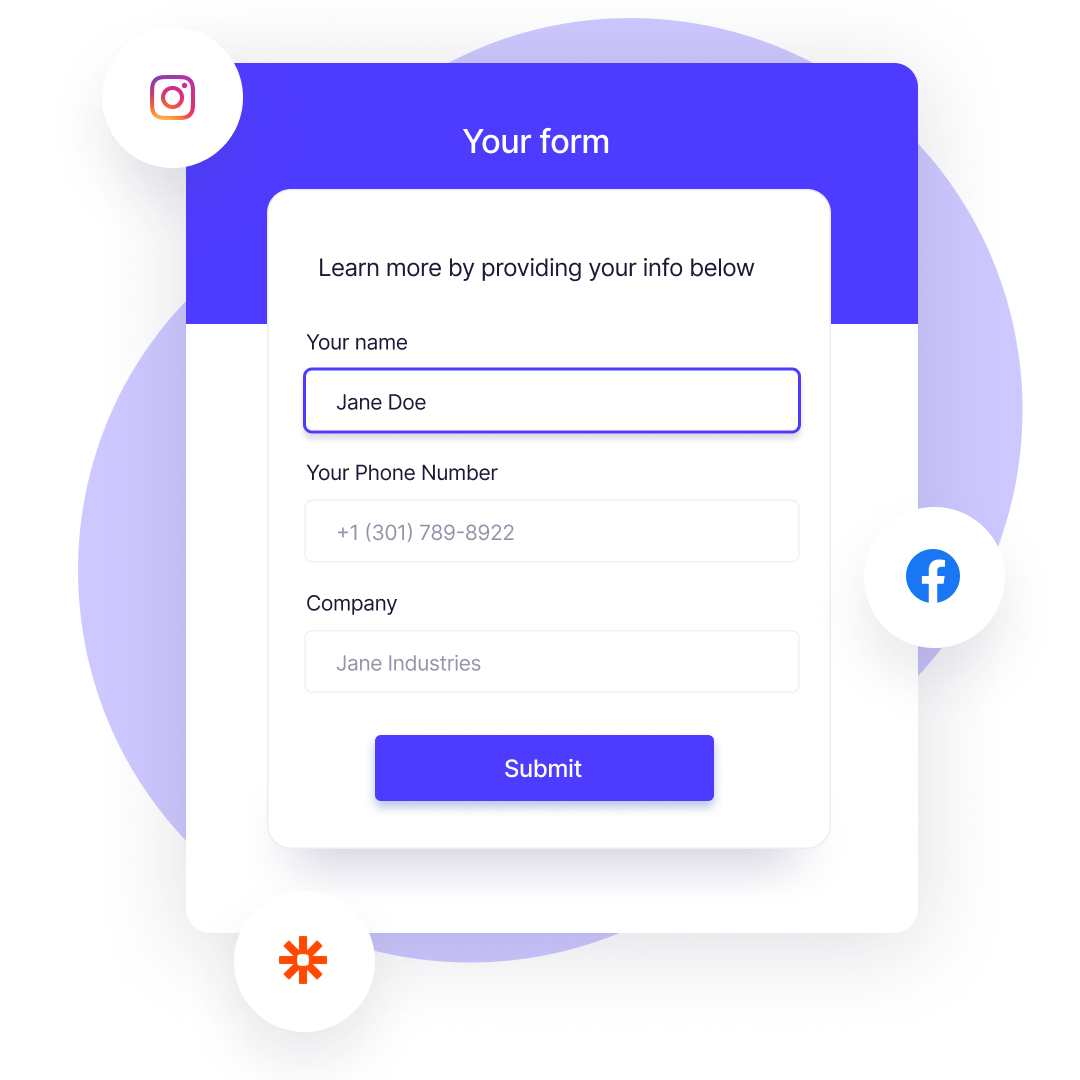 Your form
Learn more by providing your info below
Your name
Jane Doe
Your Phone Number
+1 (301) 789-8922
Company
Jane Industries
Submit